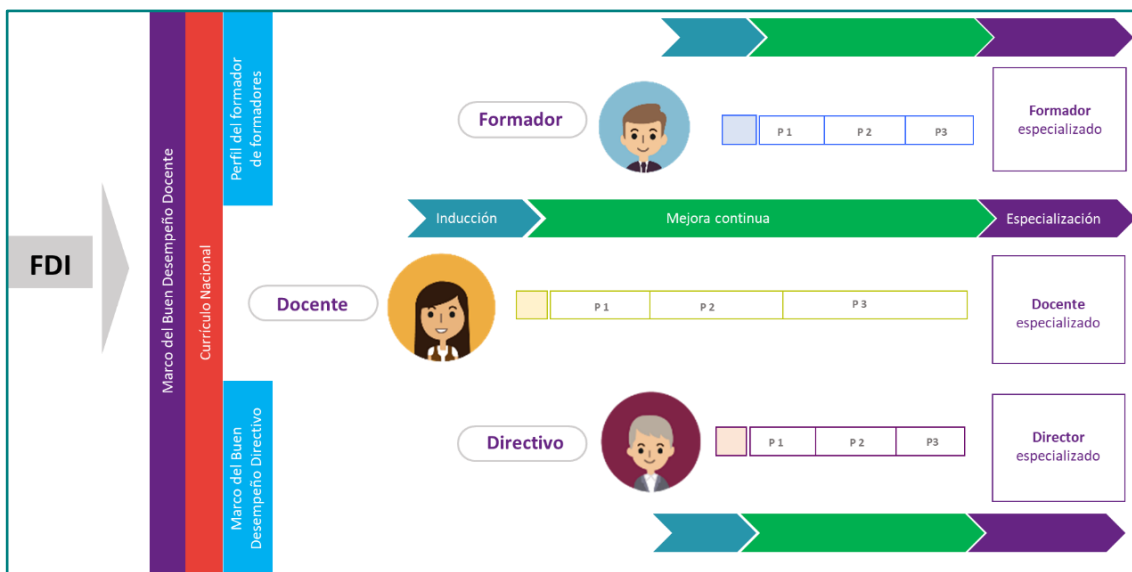 FDI
Marco del Buen Desempeño Docente
Currículo Nacional
Perfil del formador
de formadores
Marco del Buen
Desempeño Directivo
Formador
P 1
P 2
P3
Formador
especializado
Inducción
Mejora continua
Especialización
Docente
P 1
P 2
P 3
Docente
especializado
Directivo
P 1
P 2
P3
Director
especializado